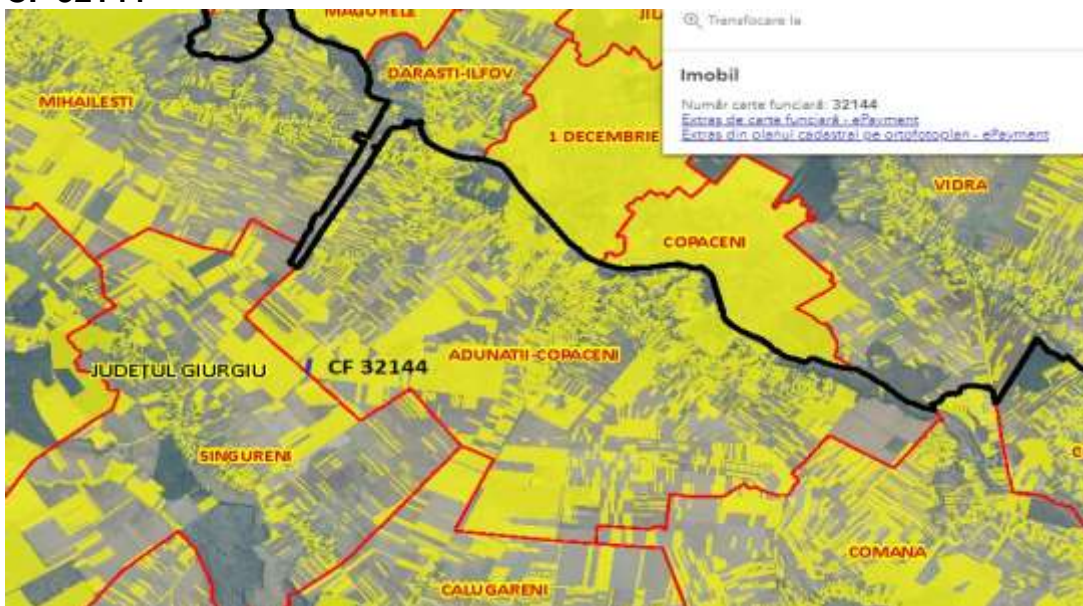 MAGURELE
Transfocare la
DARASTI-ILFOV
Imobil
MIHAILESTI
Număr carte funciară: 32144
Extras de carte funciară - ePayment
1 DECEMBRIE
Extras din planul cadastral pe ortofotoplan - ePayment
VIDRA
COPACENI
ADUNATII-COPACENI
JUDEȚUL GIURGIU
CF 32144
SINGURENI
COMANA
CALUGARENI